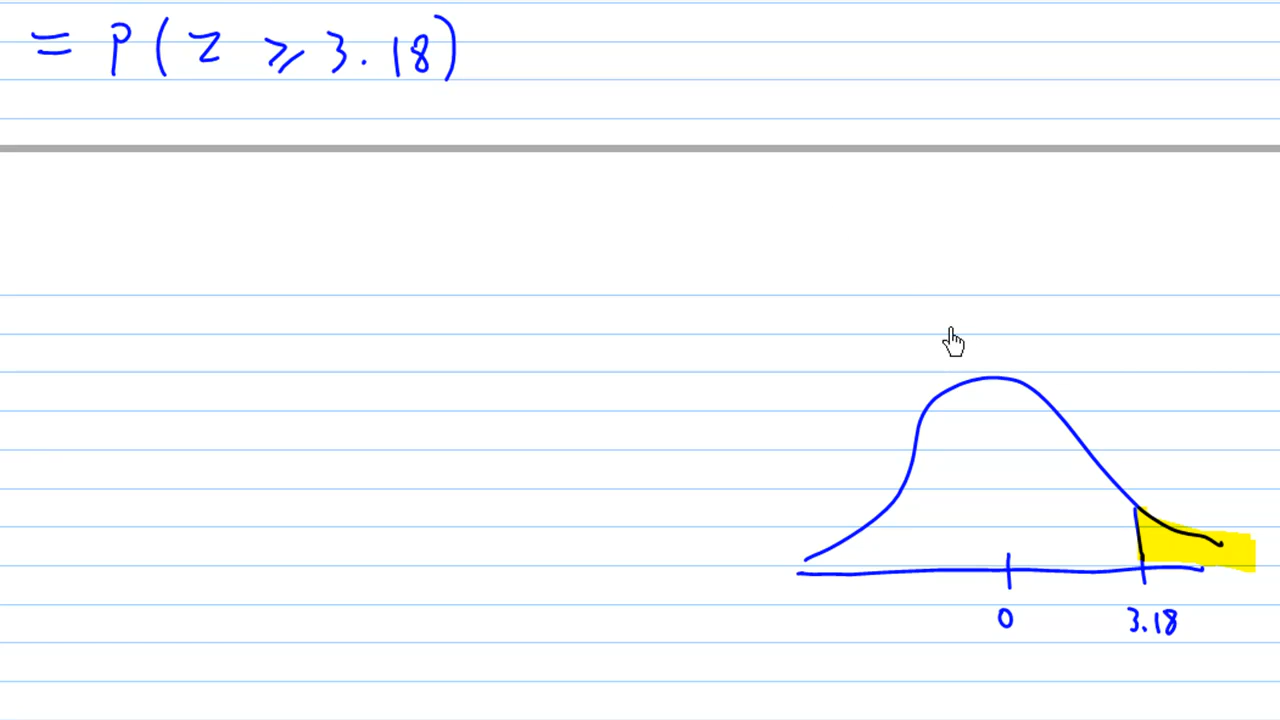 = P(Z ⩾ 3.18)
0 3.18